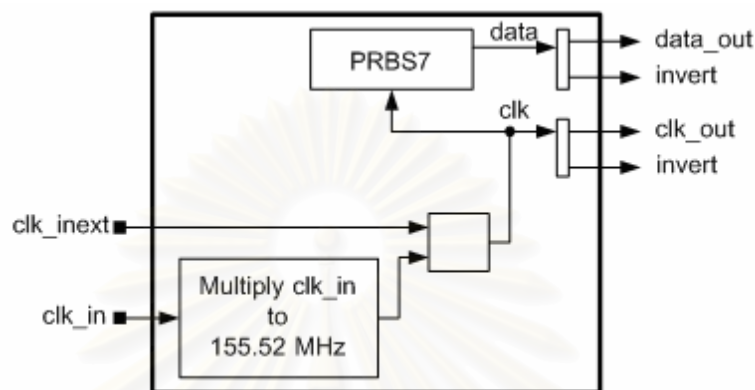 data
data_out
PRBS7
invert
clk
clk_out
invert
clk_inext
Multiply clk_in
to
155.52 MHz
clk_in